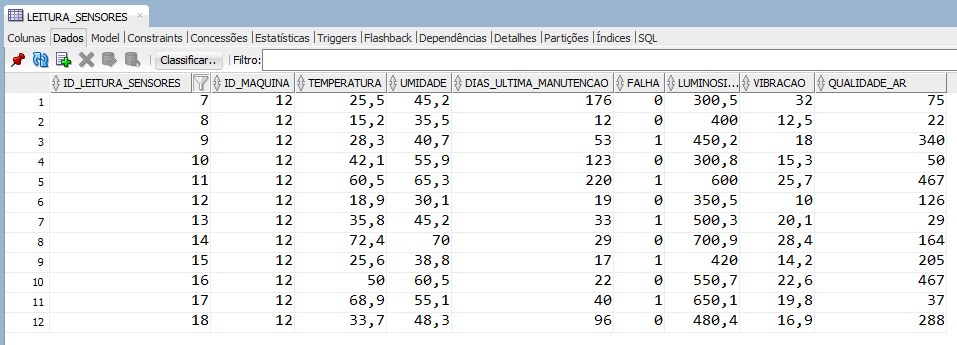 LEITURA_SENSORES
Colunas Dados Model Constraints Concessões Estatísticas Triggers Flashback Dependências Detalhes Partições Índices SQL
Classificar.. Filtro:
ID_LEITURA_SENSORES ID_MAQUINA TEMPERATURA UMIDADE DIAS_ULTIMA_MANUTENCAO FALHA LUMINOSI... VIBRACAO QUALIDADE_AR
1 7 12 25,5 45,2 176 0 300,5 32 75
2 8 12 15,2 35,5 12 0 400 12,5 22
3 9 12 28,3 40,7 53 1 450,2 18 340
4 10 12 42,1 55,9 123 0 300,8 15,3 50
5 11 12 60,5 65,3 220 1 600 25,7 467
6 12 12 18,9 30,1 19 0 350,5 10 126
7 13 12 35,8 45,2 33 1 500,3 20,1 29
8 14 12 72,4 70 29 0 700,9 28,4 164
9 15 12 25,6 38,8 17 1 420 14,2 205
10 16 12 50 60,5 22 0 550,7 22,6 467
11 17 12 68,9 55,1 40 1 650,1 19,8 37
12 18 12 33,7 48,3 96 0 480,4 16,9 288